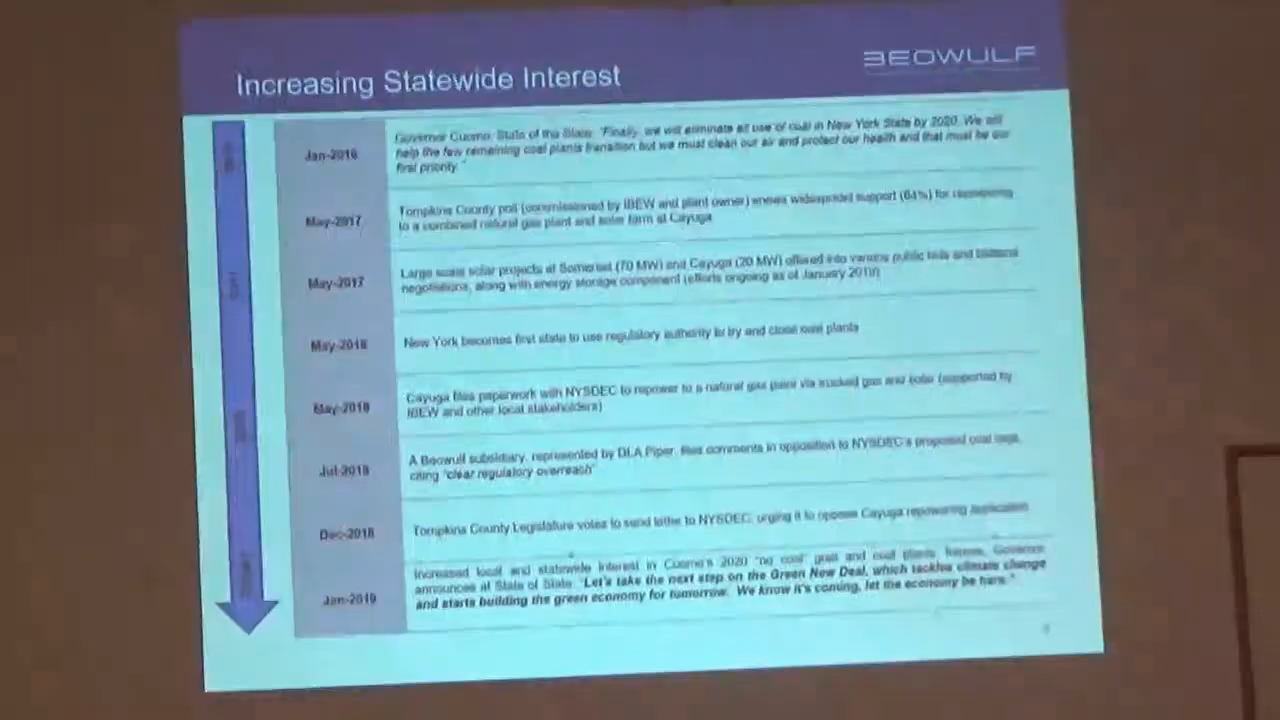 BEOWULF
Increasing Statewide Interest
Jan-2016
Governor Cuomo, State of the State: "Finally, we will eliminate all use of coal in New York State by 2020. We will
help the few remaining coal plants transition but we must clean our air and protect our health and that must be our
first priority."
May-2017
Tompkins County poll (commissioned by IBEW and plant owner) shows widespread support (64%) for repowering
to a combined natural gas plant and solar farm at Cayuga
May-2017
Large scale solar projects at Somerset (70 MW) and Cayuga (20 MW) offered into various public bids and bilateral
negotiations, along with energy storage component (efforts ongoing as of January
May-2018
New York becomes first state to use regulatory authority to try and close coal plants
May-2018
Cayuga files paperwork with NYSDEC to repower to a natural gas plant via trucked gas and solar (supported by
IBEW and other local stakeholders)
Jul-2018
A Beowulf subsidiary, represented by DLA Piper, files comments in opposition to NYSDEC's proposed coal regs,
citing "clear regulatory overreach"
Dec-2018
Tompkins County Legislature votes to send letter to NYSDEC, urging it to oppose Cayuga repowering application
Jan-2019
Increased local and statewide interest in Cuomo's 2020 "no coal" goal and coal plants' futures, Governor
announces at State of State: "Let's take the next step on the Green New Deal, which tackles climate change
and starts building the green economy for tomorrow. We know it's coming, let the economy be here."